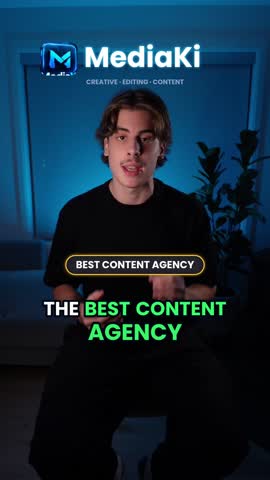 MediaKi
CREATIVE · EDITING · CONTENT
BEST CONTENT AGENCY
THE BEST CONTENT
AGENCY